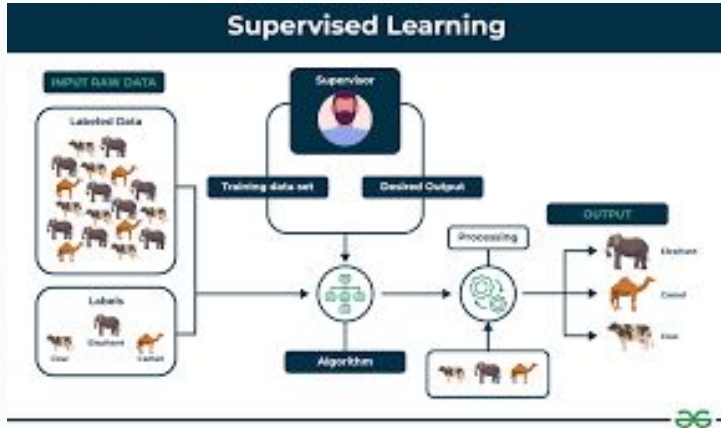 Supervised Learning
INPUT RAW DATA
Labeled Data
Supervisor
Training data set
Desired Output
OUTPUT
Processing
Elephant
Camel
Cow
Labels
Elephant
Cow
Camel
Algorithm